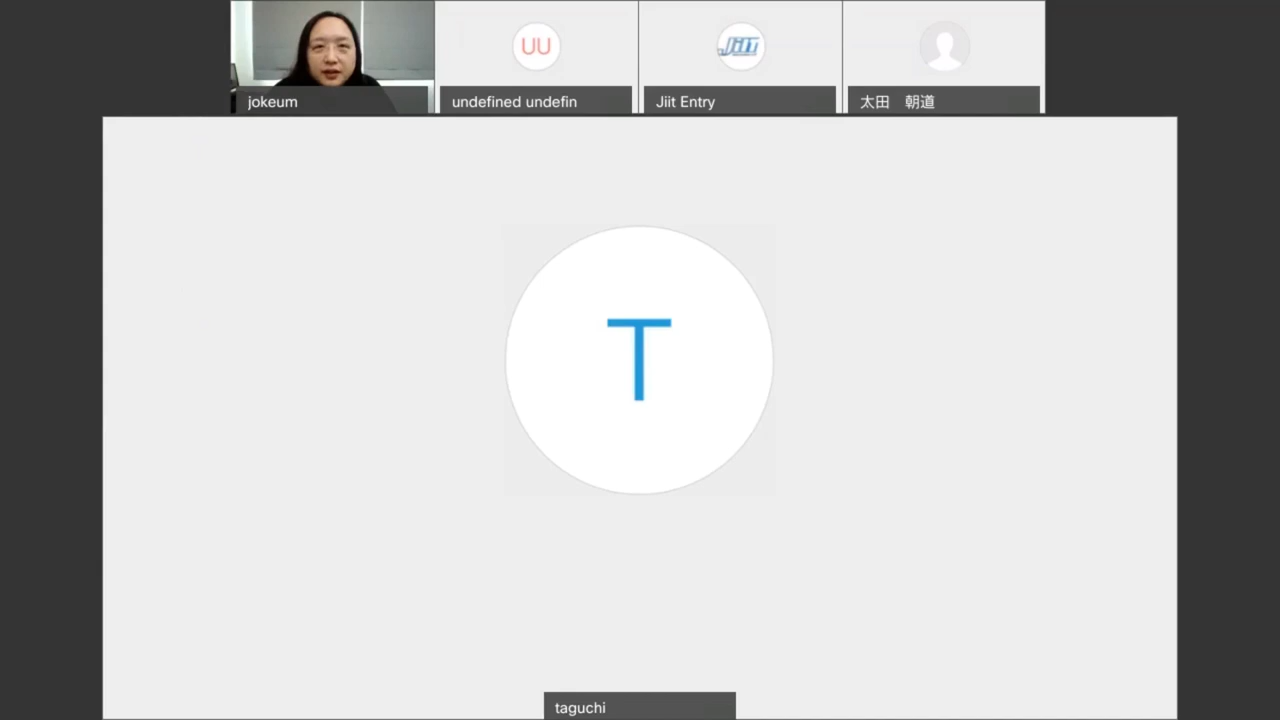 UU
JiiT
jokeum
undefined undefin
Jiit Entry
太田　朝道
T
taguchi